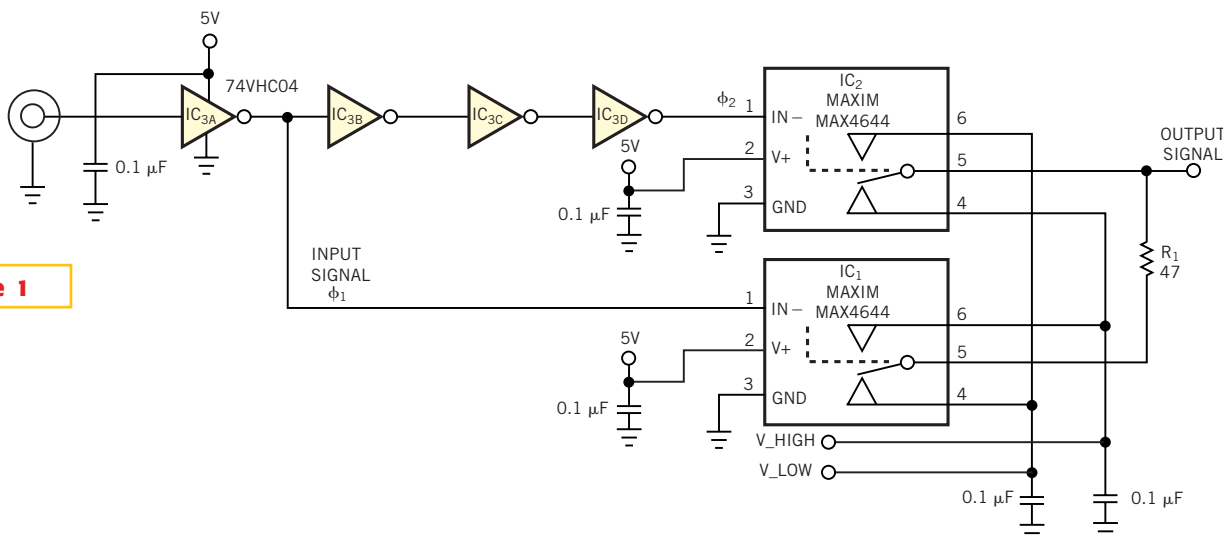 5V
74VHC04
IC3A
IC3B
IC3C
IC3D
0.1 µF
ϕ2
1
IN –
2
V+
3
GND
IC2
MAXIM
MAX4644
6
5
4
5V
0.1 µF
OUTPUT
SIGNAL
R1
47
INPUT
SIGNAL
ϕ1
e 1
1
IN –
2
V+
3
GND
IC1
MAXIM
MAX4644
6
5
4
5V
0.1 µF
V_HIGH
V_LOW
0.1 µF
0.1 µF